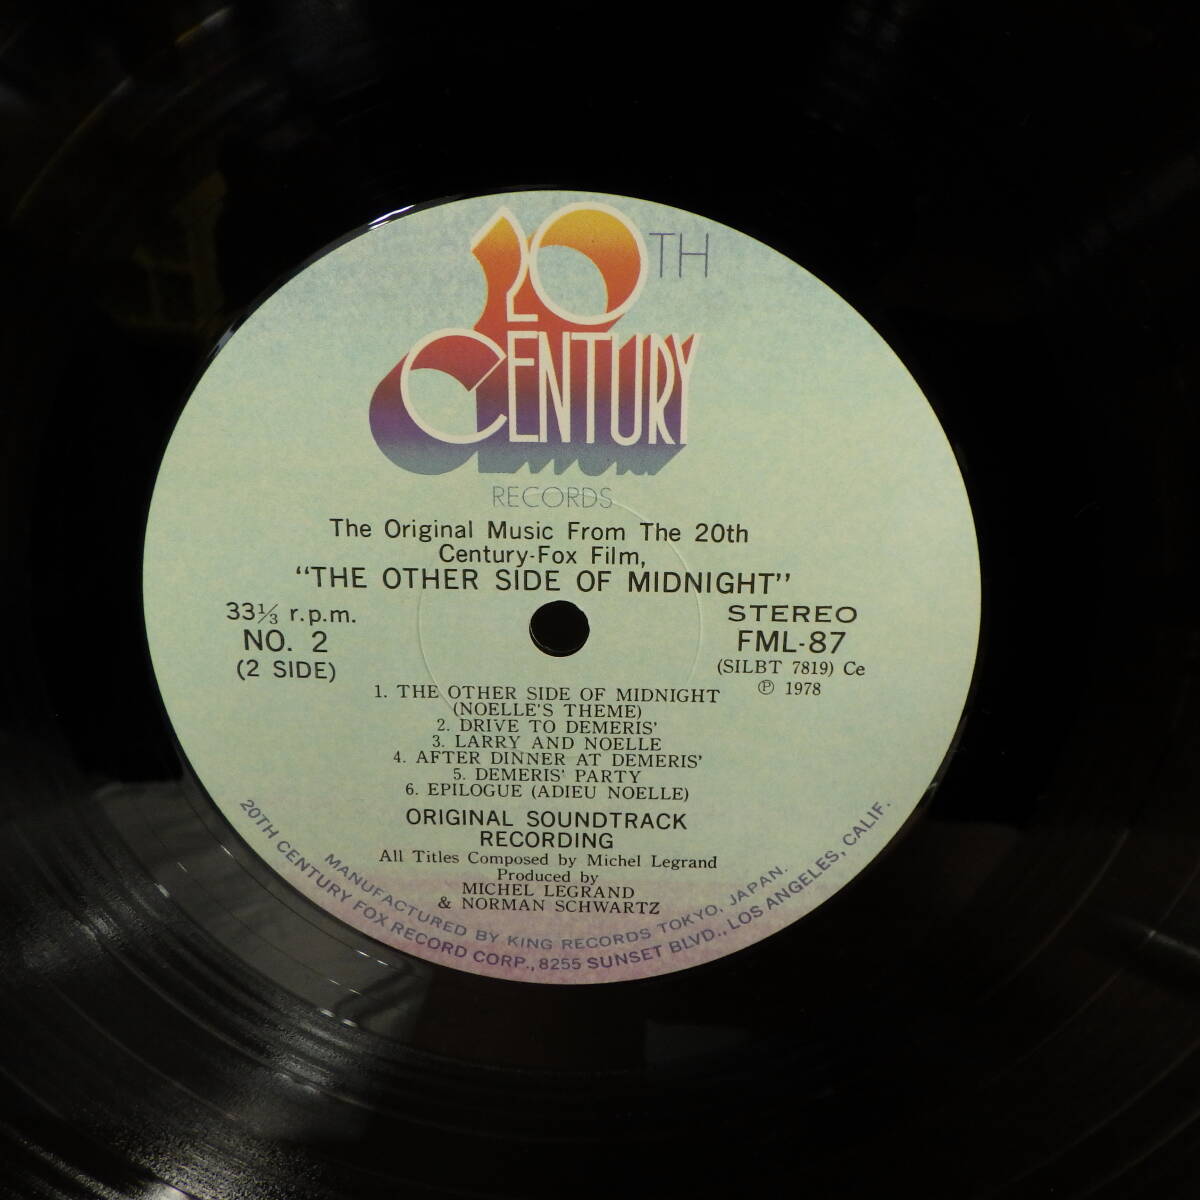 20TH
CENTURY
RECORDS
The Original Music From The 20th
Century-Fox Film,
"THE OTHER SIDE OF MIDNIGHT"
33⅓ r.p.m.
NO. 2
(2 SIDE)
STEREO
FML-87
(SILBT 7819) Ce
℗ 1978
1. THE OTHER SIDE OF MIDNIGHT
(NOELLE'S THEME)
2. DRIVE TO DEMERIS'
3. LARRY AND NOELLE
4. AFTER DINNER AT DEMERIS'
5. DEMERIS' PARTY
6. EPILOGUE (ADIEU NOELLE)
ORIGINAL SOUNDTRACK
RECORDING
All Titles Composed by Michel Legrand
Produced by
MICHEL LEGRAND
& NORMAN SCHWARTZ
MANUFACTURED BY KING RECORDS TOKYO, JAPAN.
20TH CENTURY FOX RECORD CORP., 8255 SUNSET BLVD., LOS ANGELES, CALIF.